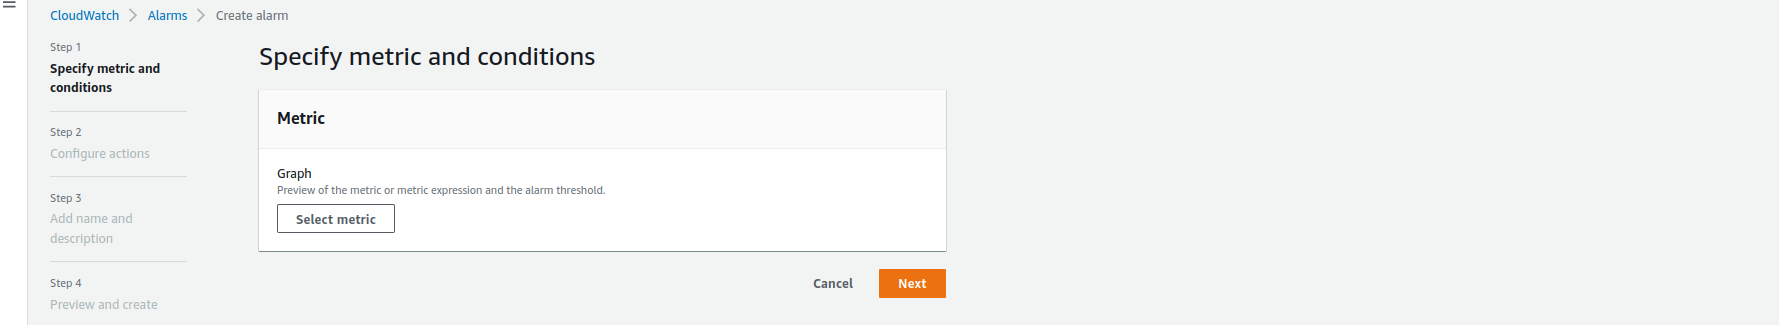 CloudWatch Alarms Create alarm
Step 1
Specify metric and
conditions
Step 2
Configure actions
Step 3
Add name and
description
Step 4
Preview and create
Specify metric and conditions
Metric
Graph
Preview of the metric or metric expression and the alarm threshold.
Select metric
Cancel Next